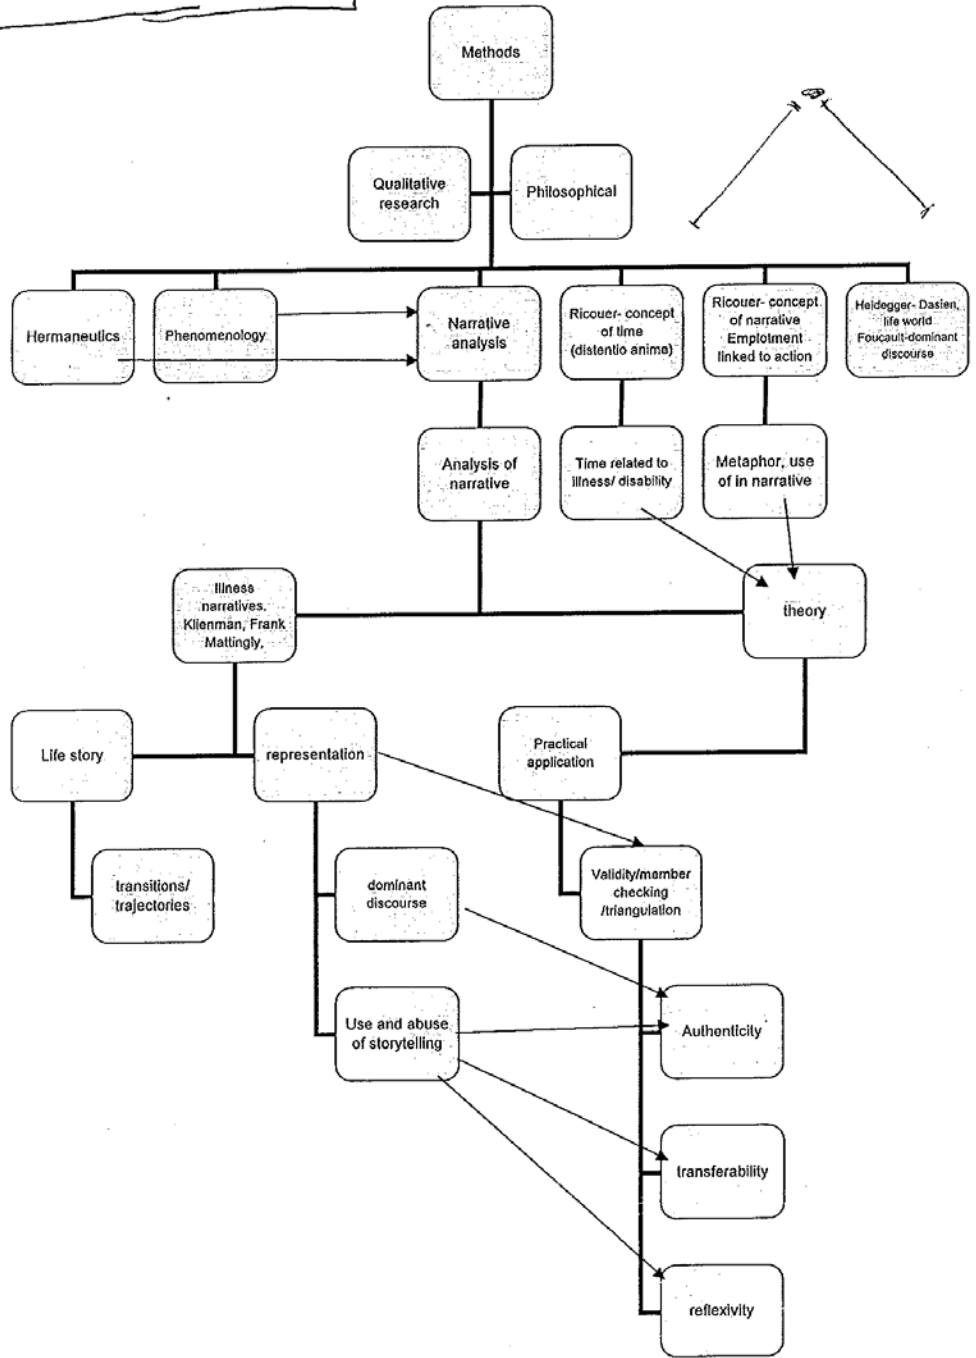 Methods
Qualitative
research
Philosophical
Hermaneutics
Phenomenology
Narrative
analysis
Ricouer- concept
of time
(distentio anime)
Ricouer- concept
of narrative
Emplotment
linked to action
Heidegger- Dasien,
life world
Foucault-dominant
discourse
Analysis of
narrative
Time related to
illness/ disability
Metaphor, use
of in narrative
Illness
narratives.
Klienman, Frank
Mattingly,
theory
Life story
representation
Practical
application
transitions/
trajectories
dominant
discourse
Validity/member
checking
/triangulation
Use and abuse
of storytelling
Authenticity
transferability
reflexivity